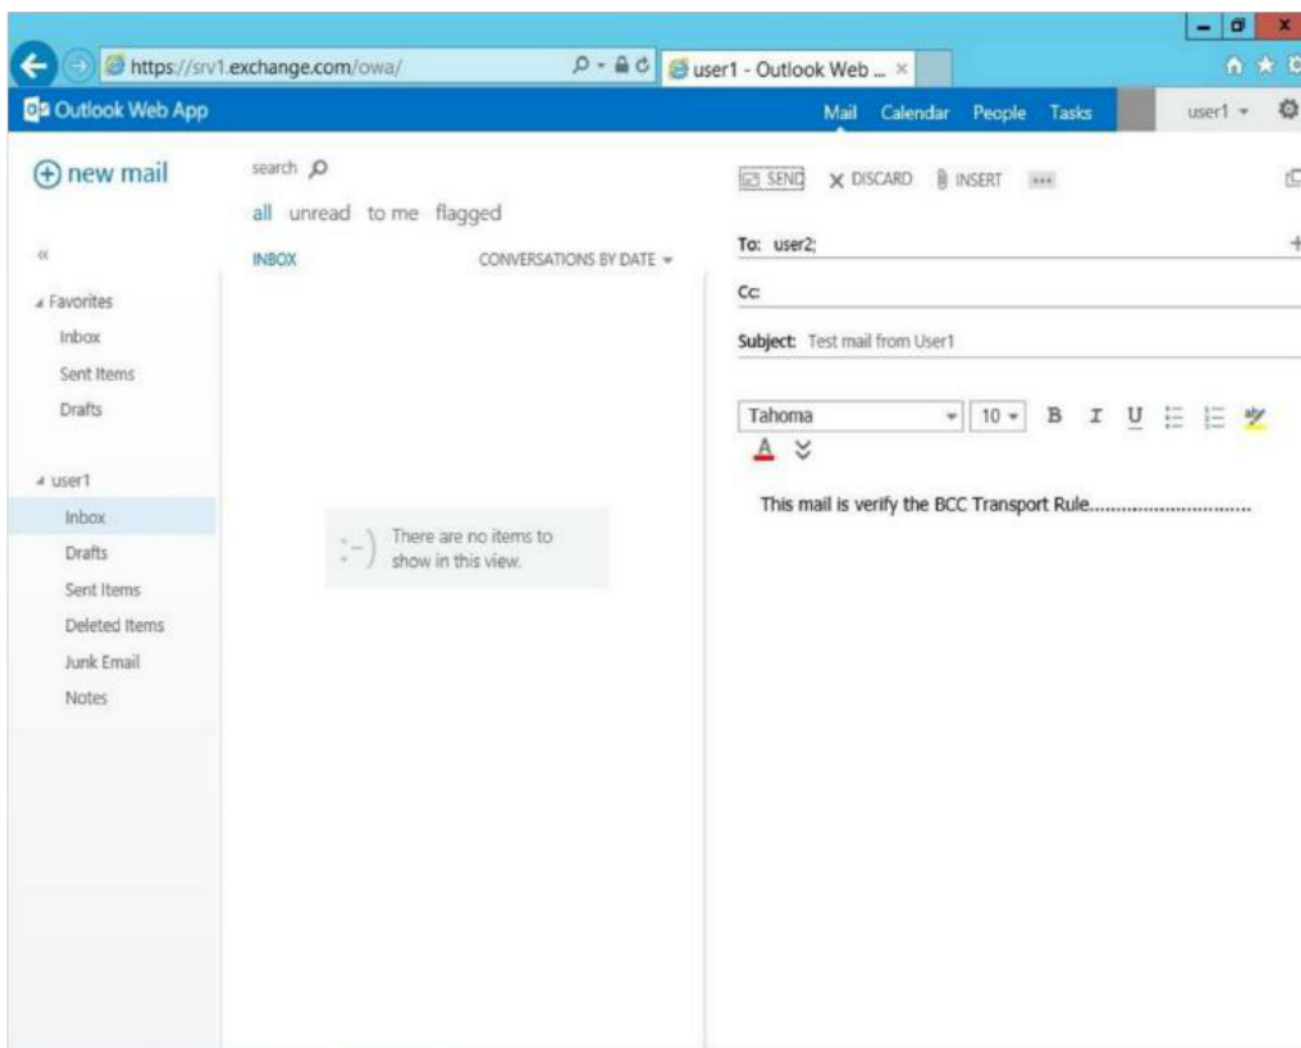 https://srv1.exchange.com/owa/
user1 - Outlook Web ...
Outlook Web App
Mail Calendar People Tasks user1
new mail
search
all unread to me flagged
INBOX CONVERSATIONS BY DATE
Favorites
Inbox
Sent Items
Drafts
user1
Inbox
Drafts
Sent Items
Deleted Items
Junk Email
Notes
:-) There are no items to
show in this view.
SEND DISCARD INSERT
To: user2;
Cc:
Subject: Test mail from User1
Tahoma 10 B I U
A
This mail is verify the BCC Transport Rule...............................